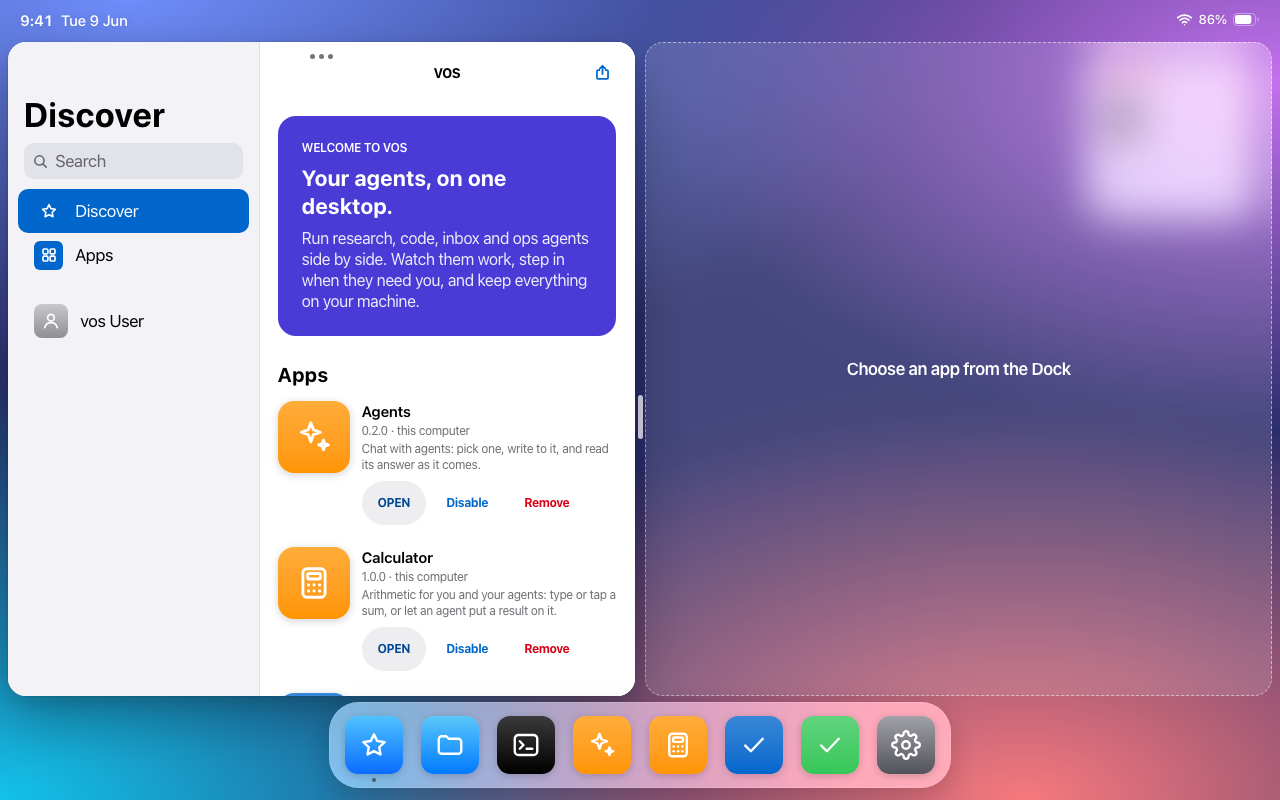 9:41 Tue 9 Jun
86%
Discover
Search
Discover
Apps
vos User
vos
WELCOME TO VOS
Your agents, on one
desktop.
Run research, code, inbox and ops agents
side by side. Watch them work, step in
when they need you, and keep everything
on your machine.
Apps
Agents
0.2.0 · this computer
Chat with agents: pick one, write to it, and read
its answer as it comes.
OPEN Disable Remove
Calculator
1.0.0 · this computer
Arithmetic for you and your agents: type or tap a
sum, or let an agent put a result on it.
OPEN Disable Remove
Choose an app from the Dock